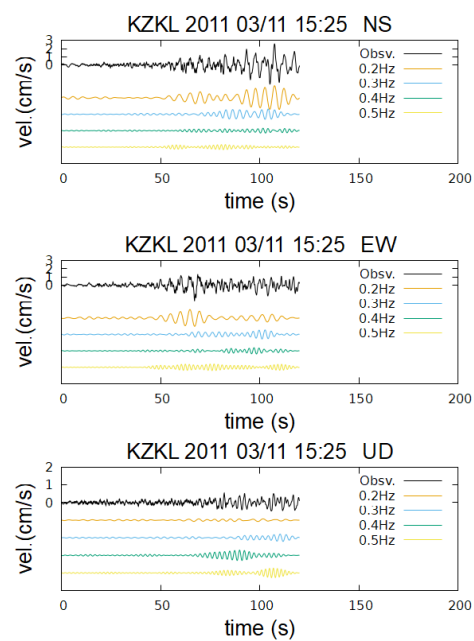 KZKL 2011 03/11 15:25 NS
3
2
1
0
vel.(cm/s)
Obsv.
0.2Hz
0.3Hz
0.4Hz
0.5Hz
0 50 100 150 200
time (s)
KZKL 2011 03/11 15:25 EW
3
2
1
0
vel.(cm/s)
Obsv.
0.2Hz
0.3Hz
0.4Hz
0.5Hz
0 50 100 150 200
time (s)
KZKL 2011 03/11 15:25 UD
2
1
0
vel.(cm/s)
Obsv.
0.2Hz
0.3Hz
0.4Hz
0.5Hz
0 50 100 150 200
time (s)